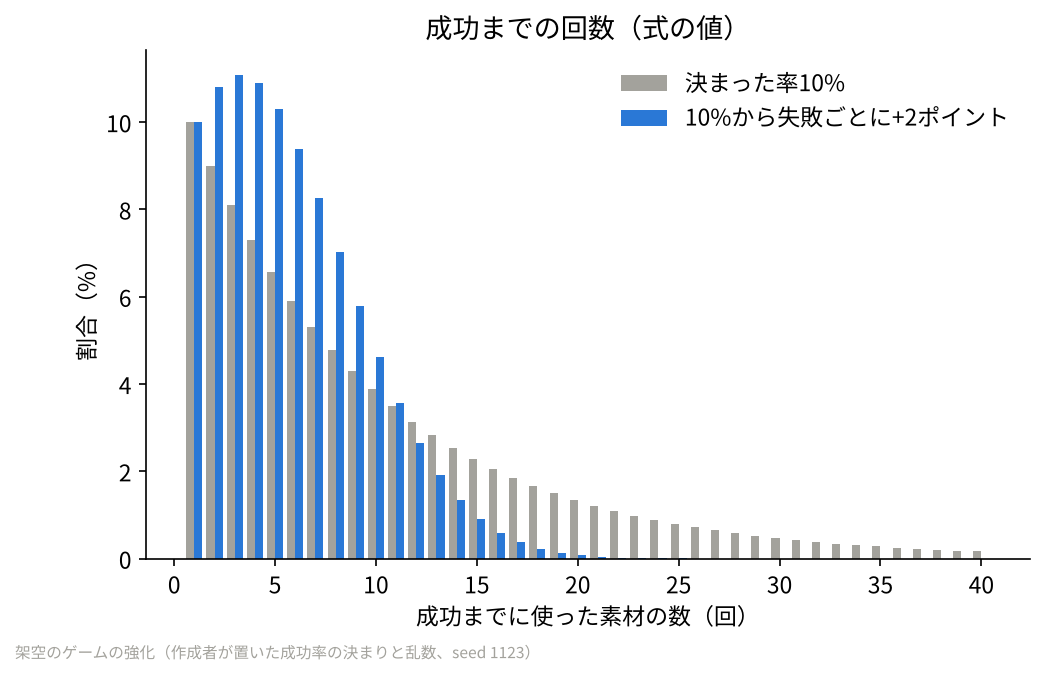 成功までの回数（式の値）
決まった率10%
10%から失敗ごとに+2ポイント
割合（%）
10
8
6
4
2
0
0 5 10 15 20 25 30 35 40
成功までに使った素材の数（回）
架空のゲームの強化（作成者が置いた成功率の決まりと乱数、seed 1123）